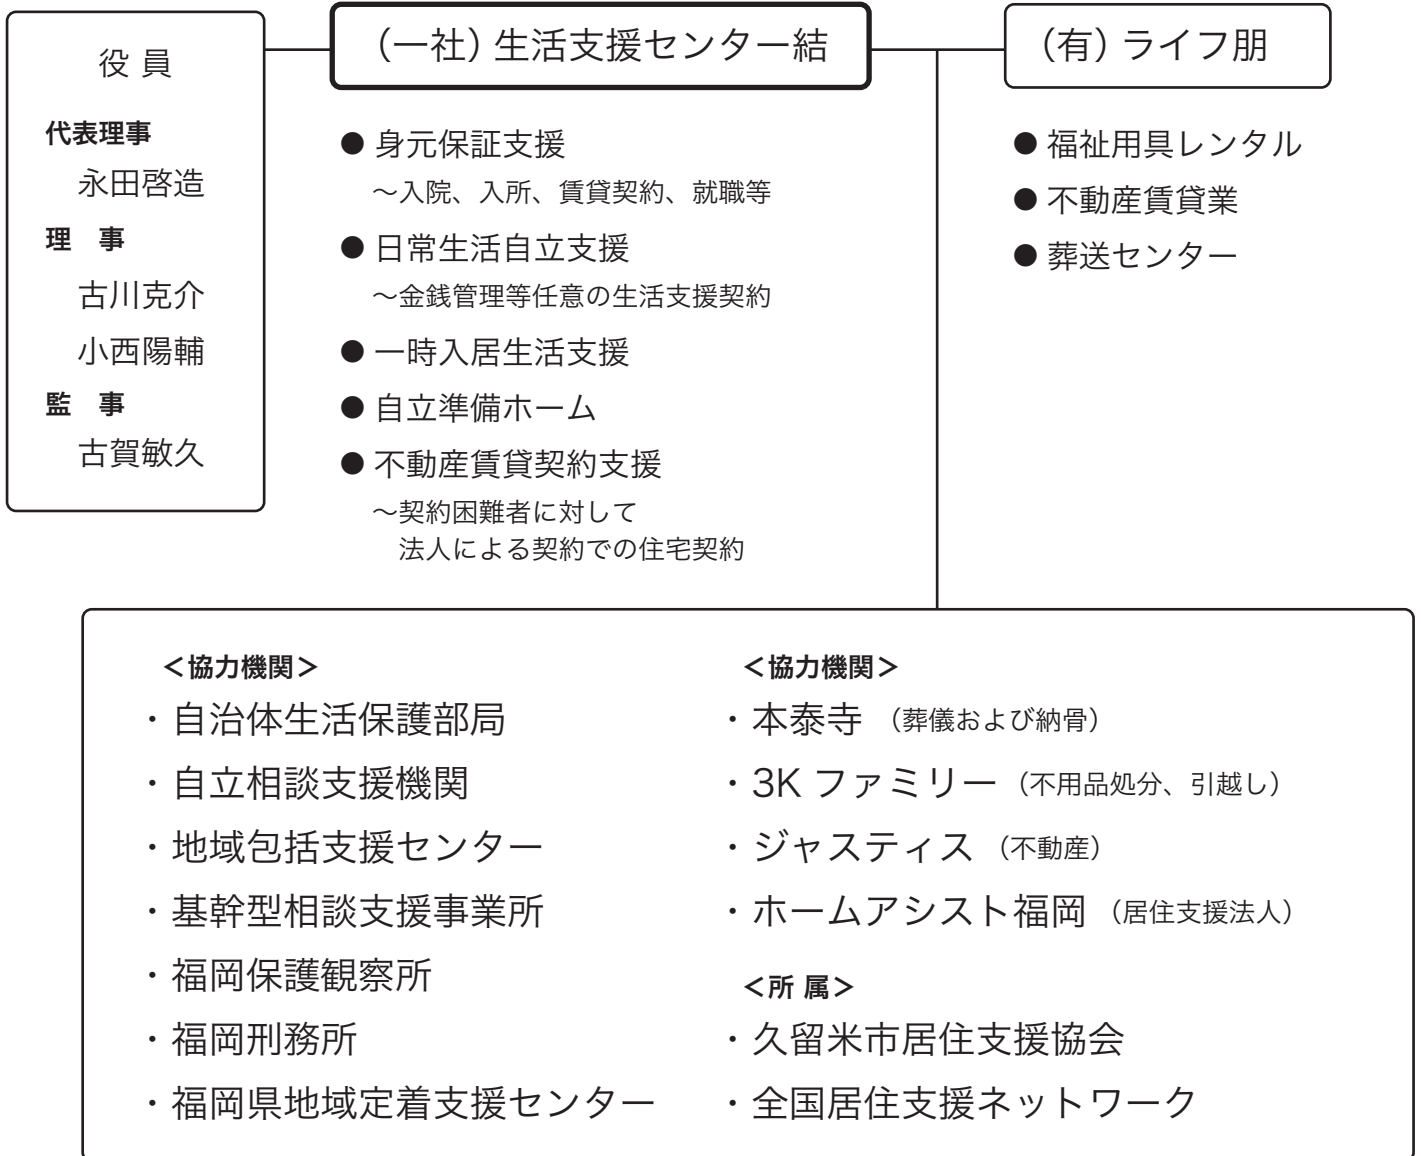 役 員
代表理事
永田啓造
理　事
古川克介
小西陽輔
監　事
古賀敏久
（一社）生活支援センター結
● 身元保証支援
～入院、入所、賃貸契約、就職等
● 日常生活自立支援
～金銭管理等任意の生活支援契約
● 一時入居生活支援
● 自立準備ホーム
● 不動産賃貸契約支援
～契約困難者に対して
法人による契約での住宅契約
（有）ライフ朋
● 福祉用具レンタル
● 不動産賃貸業
● 葬送センター
＜協力機関＞
・自治体生活保護部局
・自立相談支援機関
・地域包括支援センター
・基幹型相談支援事業所
・福岡保護観察所
・福岡刑務所
・福岡県地域定着支援センター
＜協力機関＞
・本泰寺（葬儀および納骨）
・3K ファミリー（不用品処分、引越し）
・ジャスティス（不動産）
・ホームアシスト福岡（居住支援法人）
＜所 属＞
・久留米市居住支援協会
・全国居住支援ネットワーク